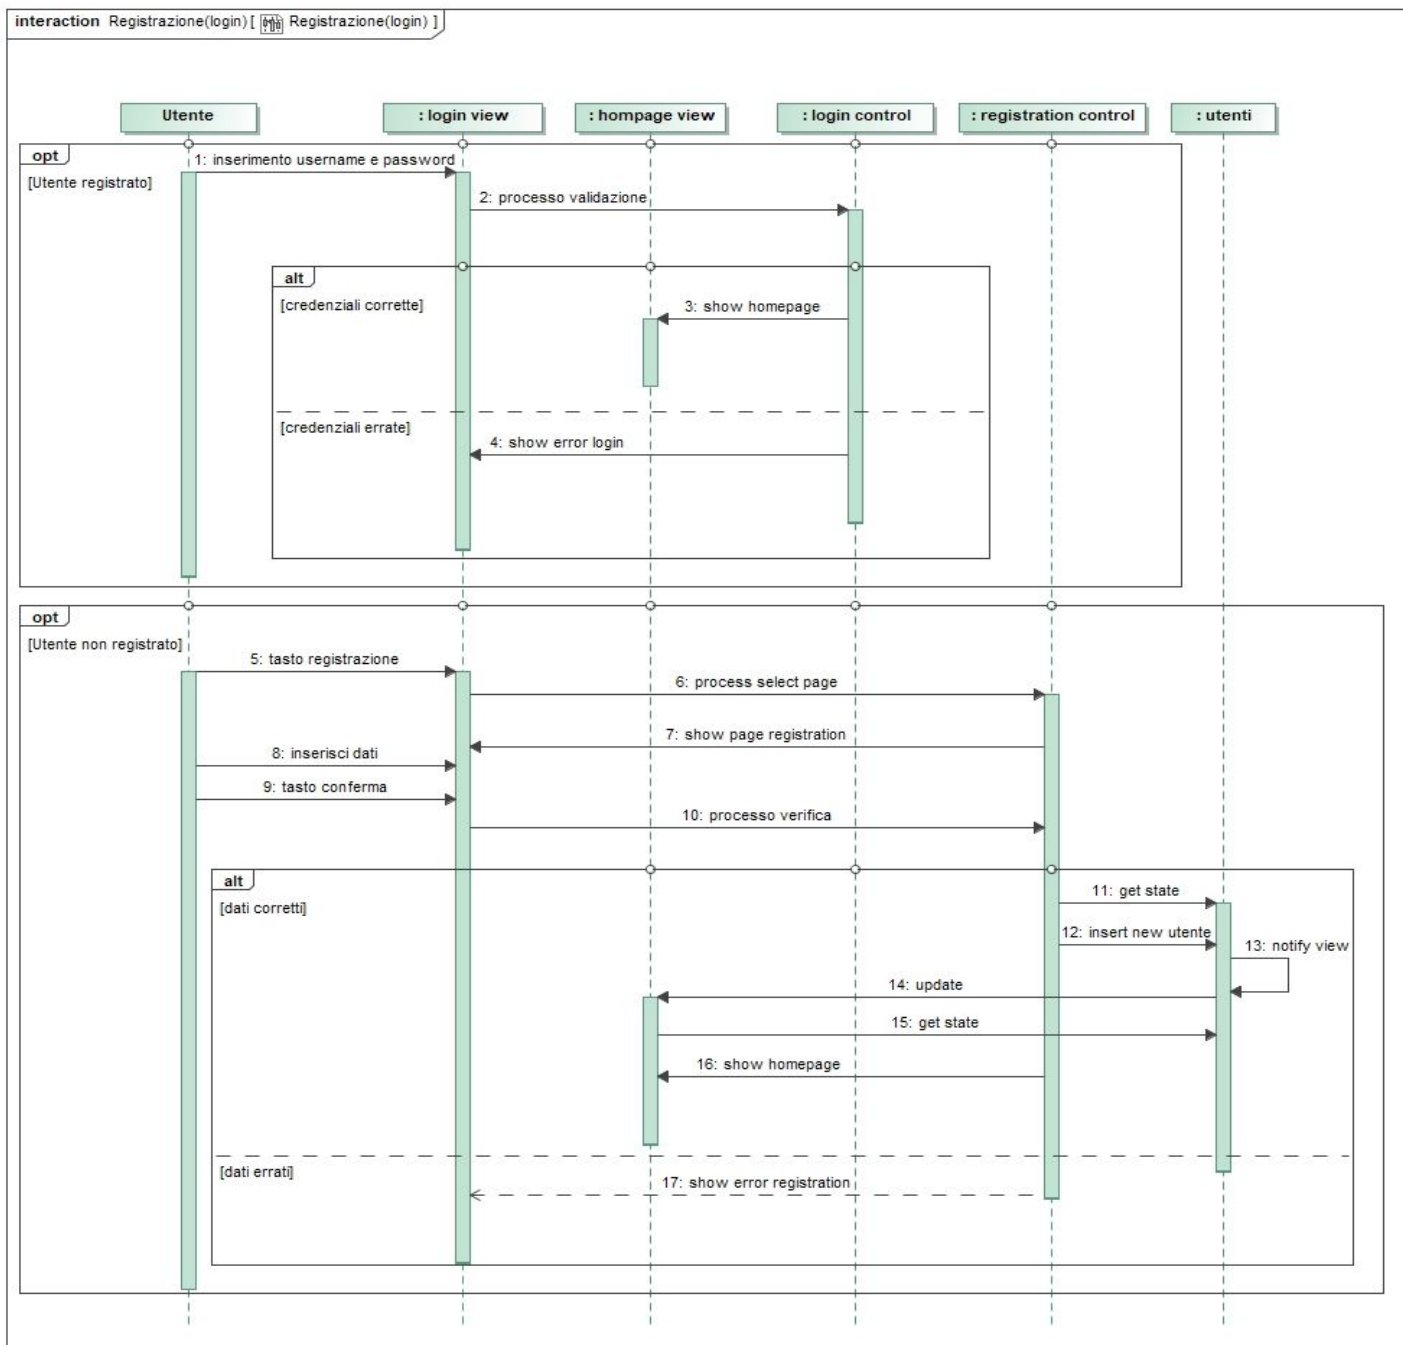 interaction Registrazione(login) [ Registrazione(login) ]
Utente
: login view
: hompage view
: login control
: registration control
: utenti
opt
[Utente registrato]
1: inserimento username e password
2: processo validazione
alt
[credenziali corrette]
3: show homepage
[credenziali errate]
4: show error login
opt
[Utente non registrato]
5: tasto registrazione
6: process select page
7: show page registration
8: inserisci dati
9: tasto conferma
10: processo verifica
alt
[dati corretti]
11: get state
12: insert new utente
13: notify view
14: update
15: get state
16: show homepage
[dati errati]
17: show error registration